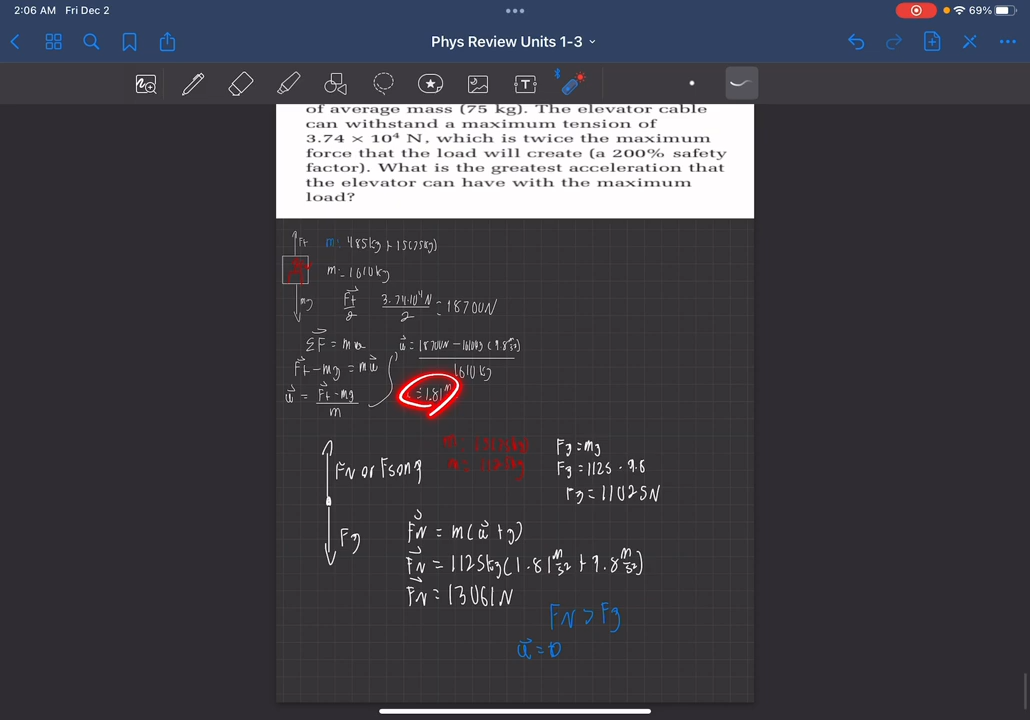 2:06 AM Fri Dec 2
69%
Phys Review Units 1-3
T
of average mass (75 kg). The elevator cable
can withstand a maximum tension of
3.74 × 10⁴ N, which is twice the maximum
force that the load will create (a 200% safety
factor). What is the greatest acceleration that
the elevator can have with the maximum
load?
Ft
m: 485kg + 15(75kg)
m: 1610kg
mg
Ft/2 3.74·10⁴N/2 = 18700N
ΣF = ma
Ft - mg = ma
a = Ft - mg / m
a = 18700N - 1610kg (9.8 m/s²) / 1610kg
= 1.81 m
FN or Fsong
Fg
m: 15(75kg)
m: 1125kg
Fg = mg
Fg = 1125 · 9.8
Fg = 11025N
FN = m(a + g)
FN = 1125kg (1.81 m/s² + 9.8 m/s²)
FN = 13061N
FN > Fg
a = 0